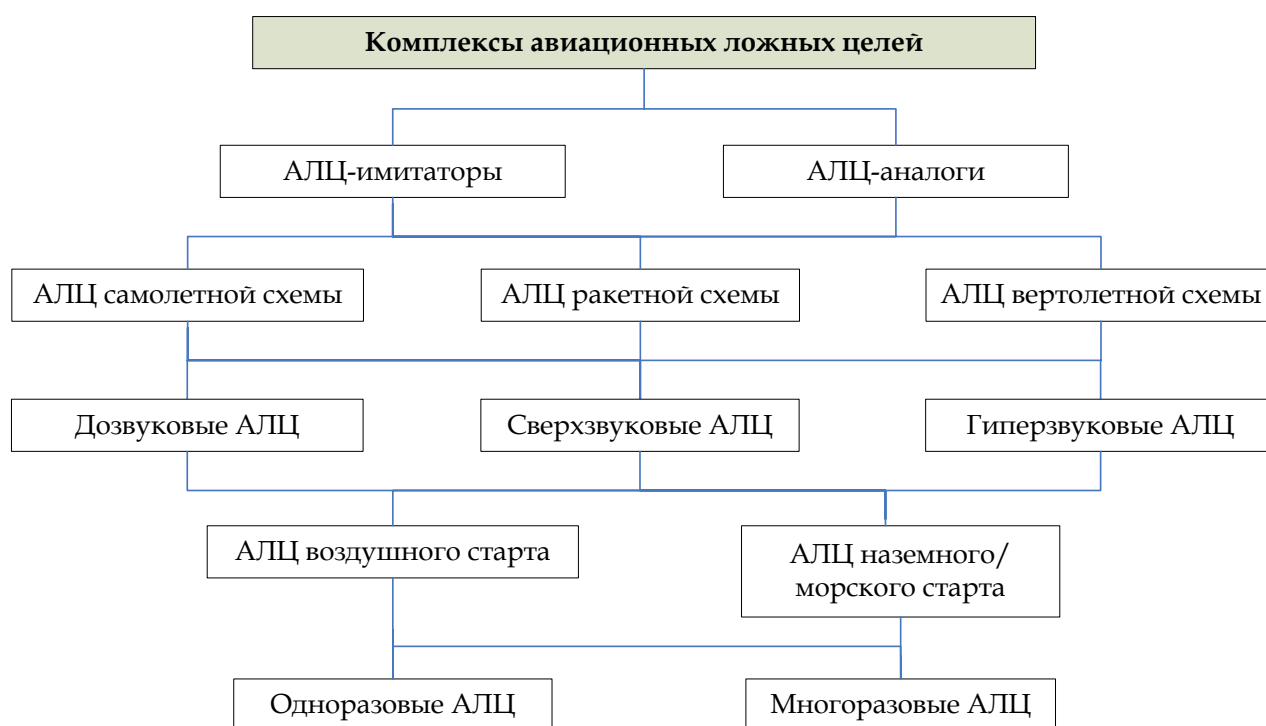 Комплексы авиационных ложных целей
АЛЦ-имитаторы
АЛЦ-аналоги
АЛЦ самолетной схемы
АЛЦ ракетной схемы
АЛЦ вертолетной схемы
Дозвуковые АЛЦ
Сверхзвуковые АЛЦ
Гиперзвуковые АЛЦ
АЛЦ воздушного старта
АЛЦ наземного/
морского старта
Одноразовые АЛЦ
Многоразовые АЛЦ